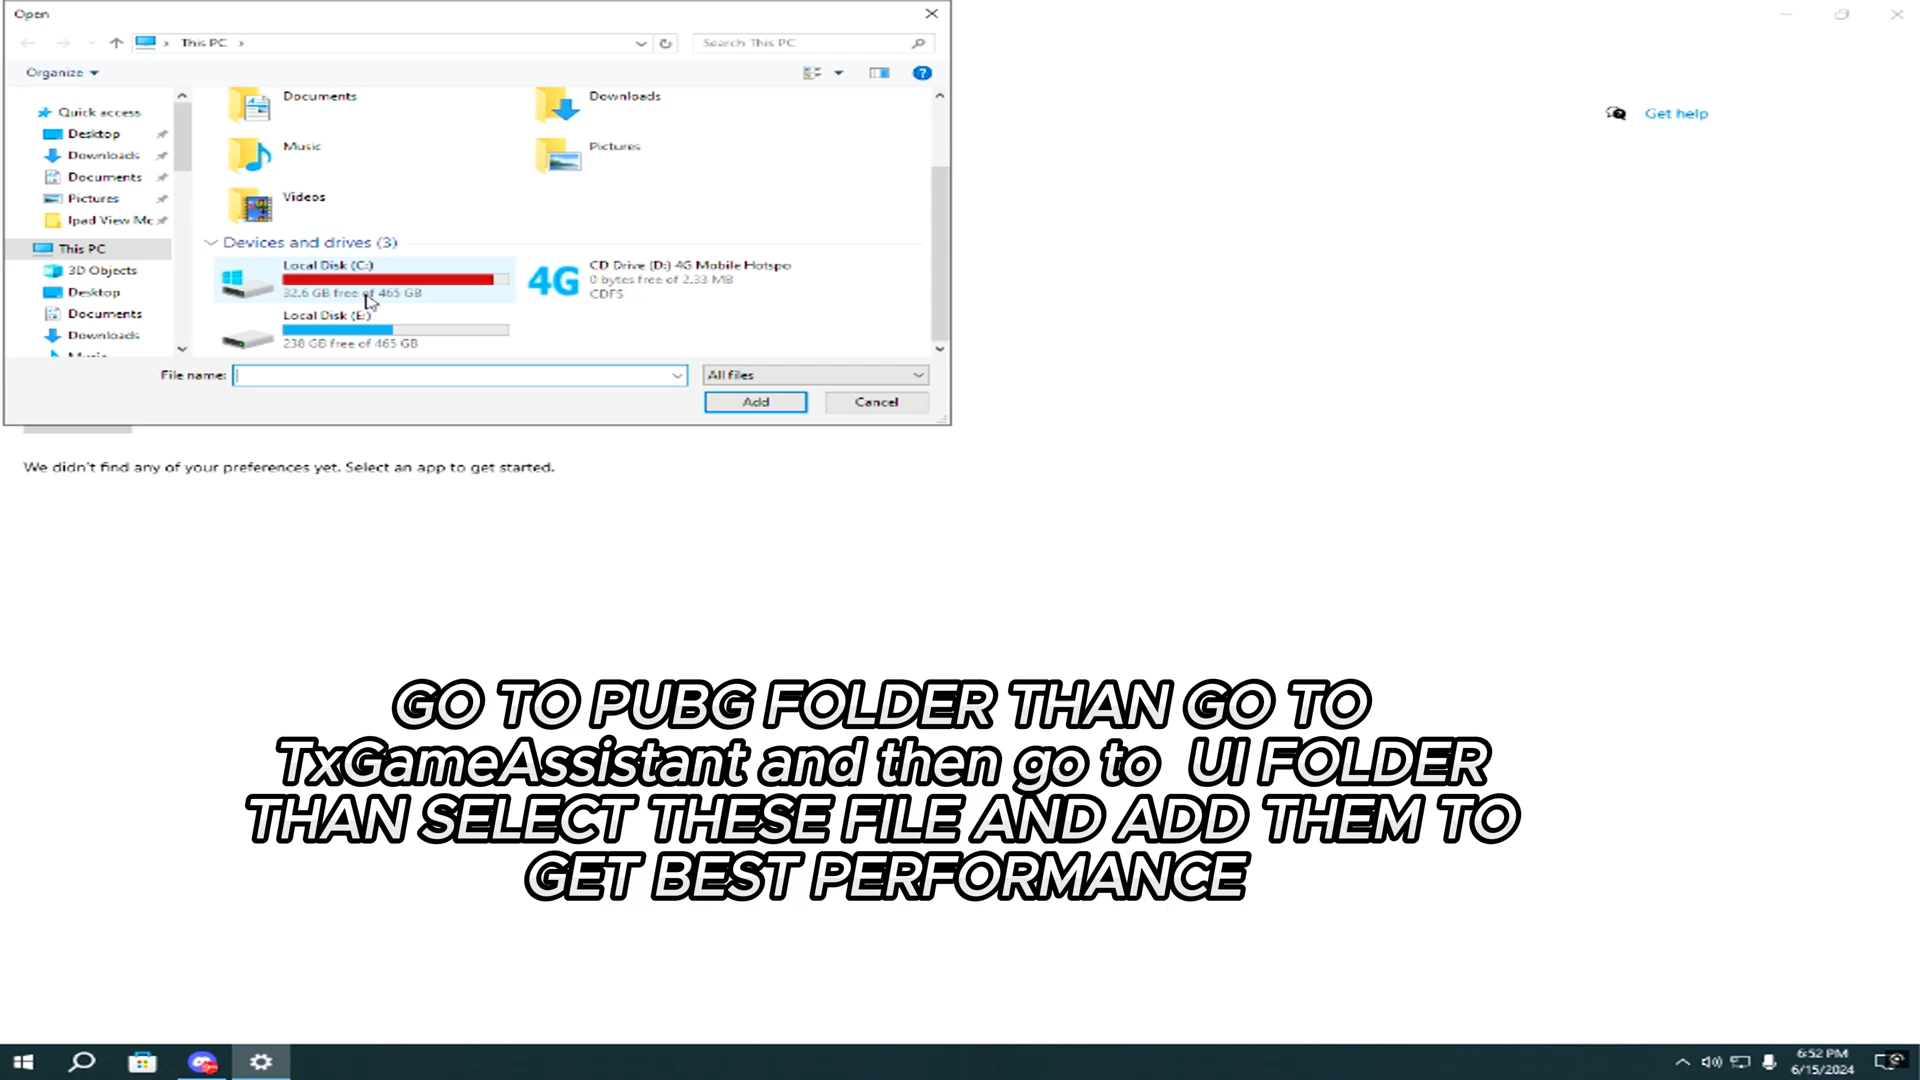 Open
This PC
Search This PC
Organize
Quick access
Desktop
Downloads
Documents
Pictures
Ipad View Mc
This PC
3D Objects
Desktop
Documents
Downloads
Music
Documents
Downloads
Music
Pictures
Videos
Devices and drives (3)
Local Disk (C:)
32.6 GB free of 465 GB
4G
CD Drive (D:) 4G Mobile Hotspo
0 bytes free of 2.33 MB
CDFS
Local Disk (E:)
238 GB free of 465 GB
File name:
All files
Add
Cancel
Get help
We didn't find any of your preferences yet. Select an app to get started.
GO TO PUBG FOLDER THAN GO TO
TxGameAssistant and then go to UI FOLDER
THAN SELECT THESE FILE AND ADD THEM TO
GET BEST PERFORMANCE
6:52 PM
6/15/2024